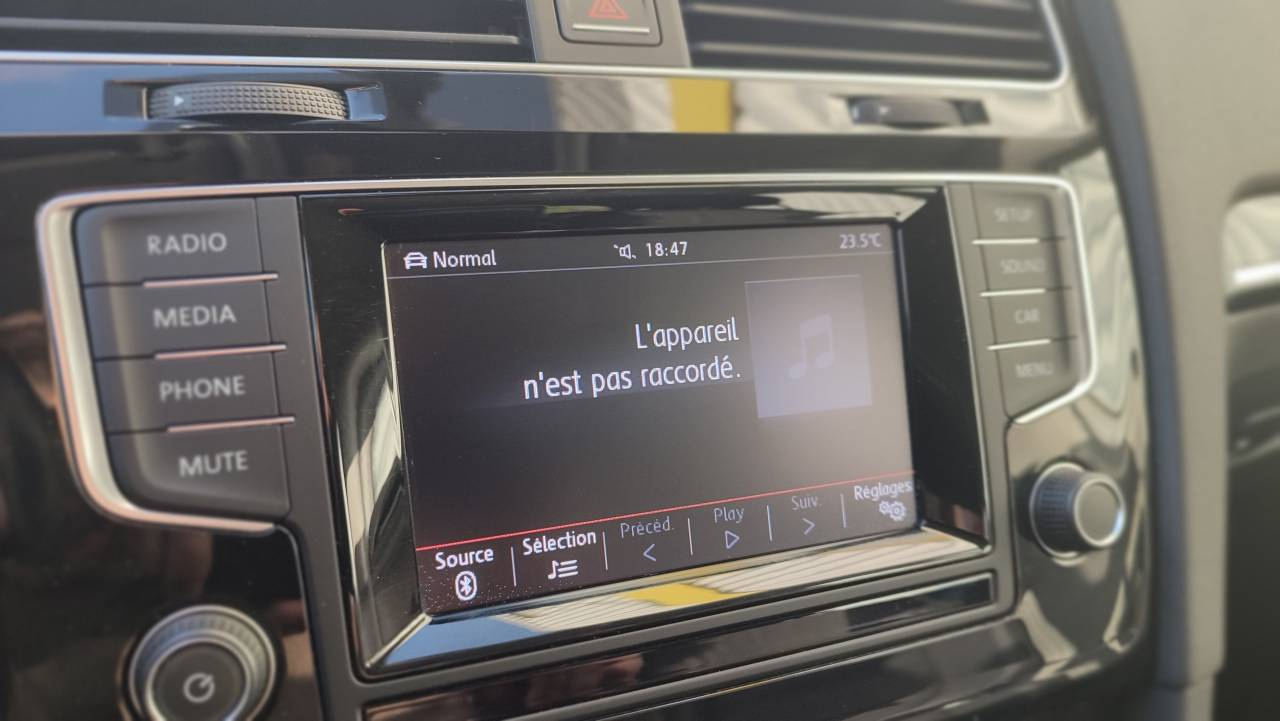 RADIO
MEDIA
PHONE
MUTE
Normal
18:47
23.5°C
L'appareil
n'est pas raccordé.
Source
Sélection
Précéd.
Play
Suiv.
Réglages
SETUP
SOUND
CAR
MENU